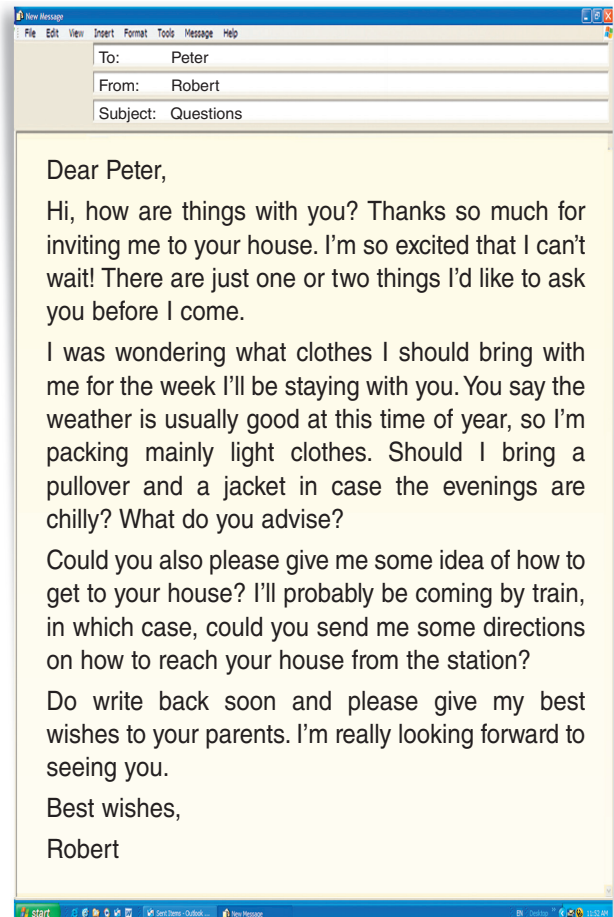 New Message
File Edit View Insert Format Tools Message Help
To: Peter
From: Robert
Subject: Questions
Dear Peter,
Hi, how are things with you? Thanks so much for
inviting me to your house. I'm so excited that I can't
wait! There are just one or two things I'd like to ask
you before I come.
I was wondering what clothes I should bring with
me for the week I'll be staying with you. You say the
weather is usually good at this time of year, so I'm
packing mainly light clothes. Should I bring a
pullover and a jacket in case the evenings are
chilly? What do you advise?
Could you also please give me some idea of how to
get to your house? I'll probably be coming by train,
in which case, could you send me some directions
on how to reach your house from the station?
Do write back soon and please give my best
wishes to your parents. I'm really looking forward to
seeing you.
Best wishes,
Robert
start Sent Items - Outlook ... New Message EN Desktop 11:52 AM